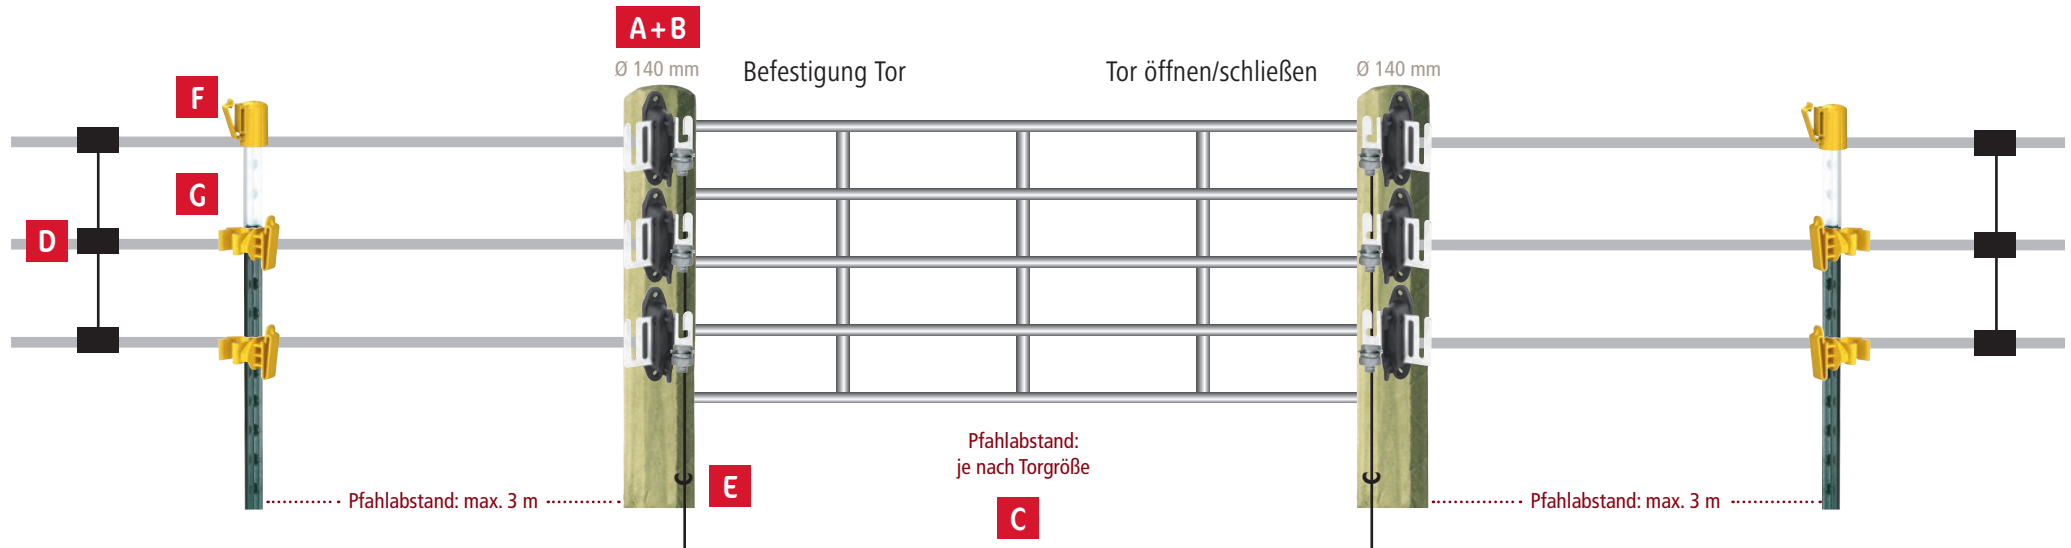 A+B
Ø 140 mm
Befestigung Tor
Tor öffnen/schließen
Ø 140 mm
F
G
D
Pfahlabstand:
je nach Torgröße
E
C
Pfahlabstand: max. 3 m
Pfahlabstand: max. 3 m